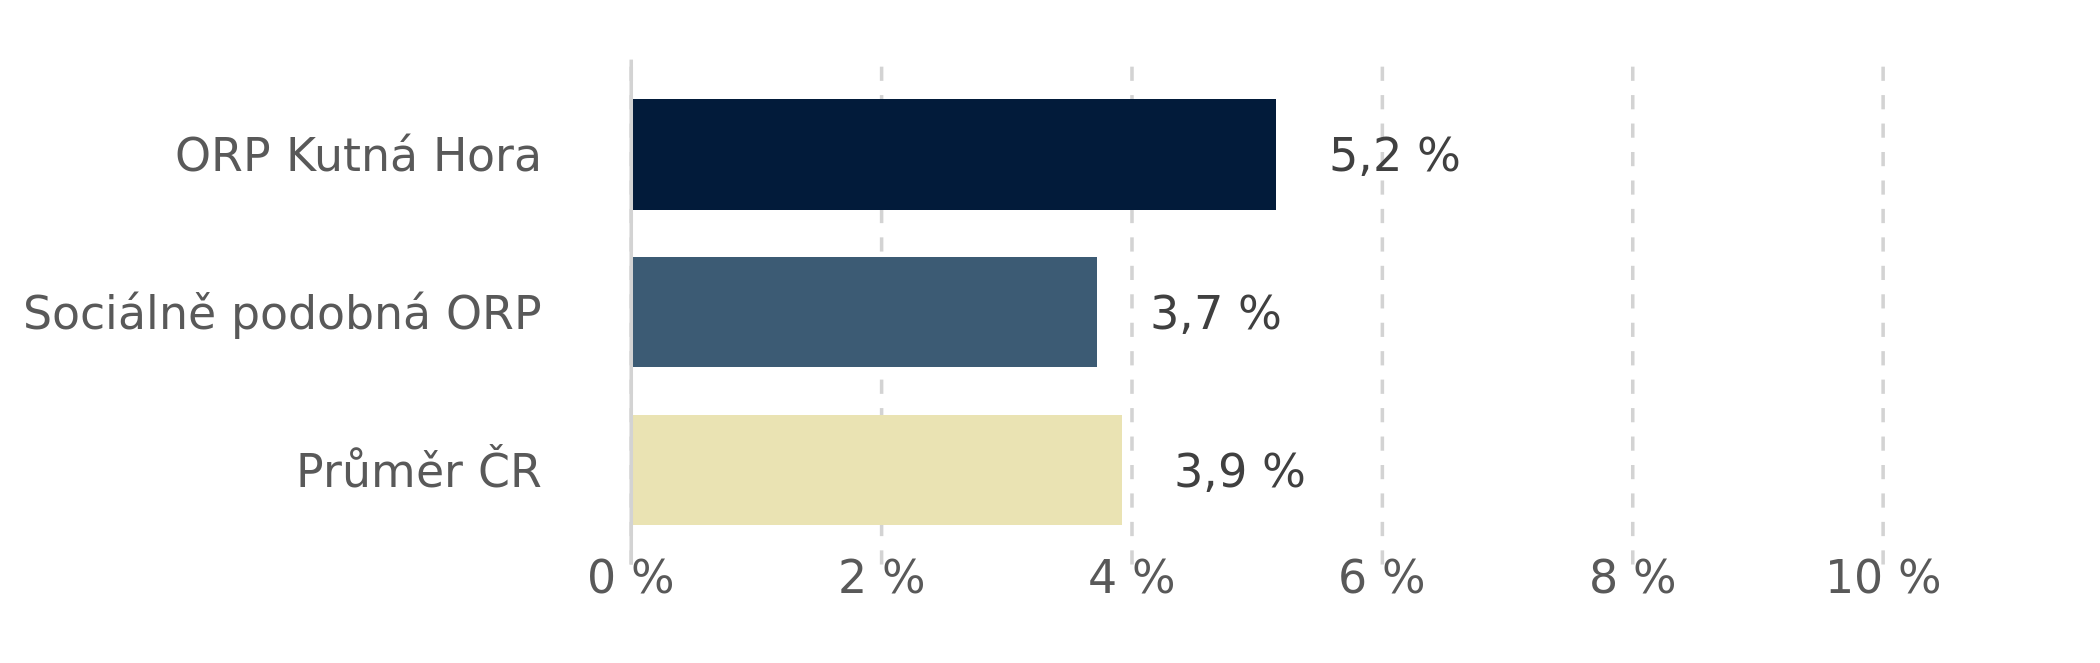 ORP Kutná Hora 5,2 %
Sociálně podobná ORP 3,7 %
Průměr ČR 3,9 %
0 % 2 % 4 % 6 % 8 % 10 %